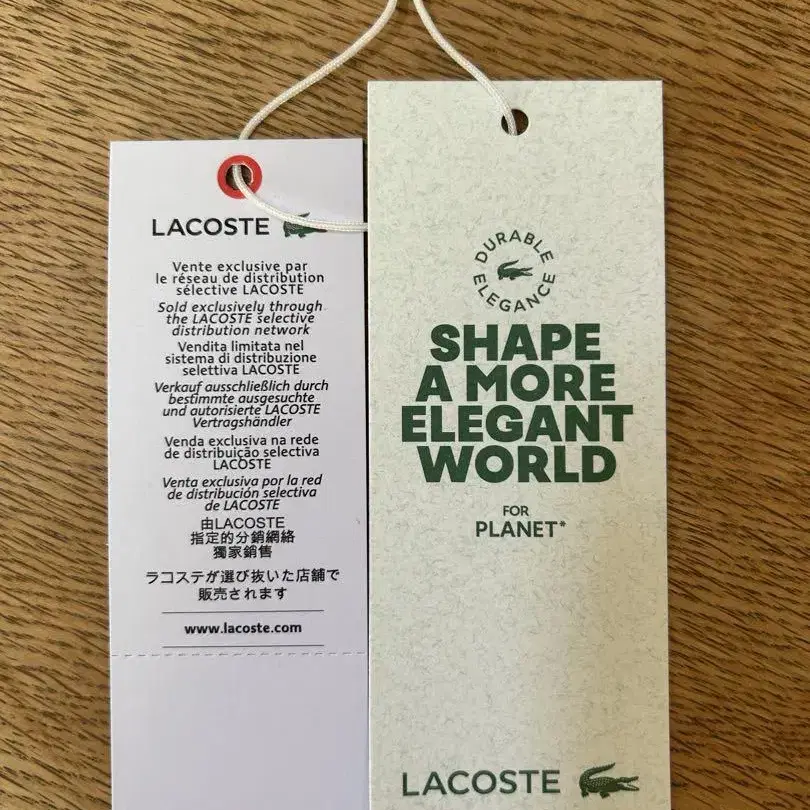 LACOSTE
Vente exclusive par
le réseau de distribution
sélective LACOSTE
Sold exclusively through
the LACOSTE selective
distribution network
Vendita limitata nel
sistema di distribuzione
selettiva LACOSTE
Verkauf ausschließlich durch
bestimmte ausgesuchte
und autorisierte LACOSTE
Vertragshändler
Venda exclusiva na rede
de distribuição selectiva
LACOSTE
Venta exclusiva por la red
de distribución selectiva
de LACOSTE
由LACOSTE
指定的分銷網絡
獨家銷售
ラコステが選び抜いた店舗で
販売されます
www.lacoste.com
DURABLE
ELEGANCE
SHAPE
A MORE
ELEGANT
WORLD
FOR
PLANET*
LACOSTE